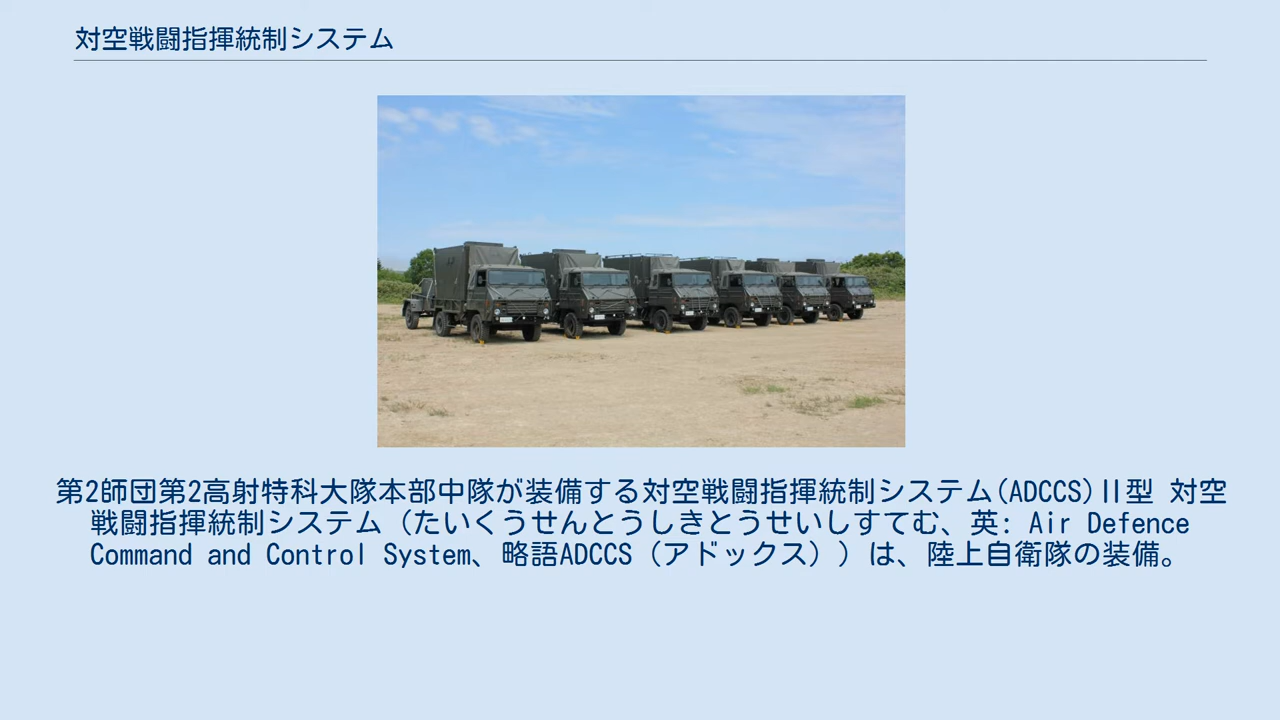 対空戦闘指揮統制システム
第2師団第2高射特科大隊本部中隊が装備する対空戦闘指揮統制システム(ADCCS)Ⅱ型 対空
戦闘指揮統制システム（たいくうせんとうしきとうせいしすてむ、英: Air Defence
Command and Control System、略語ADCCS（アドックス））は、陸上自衛隊の装備。